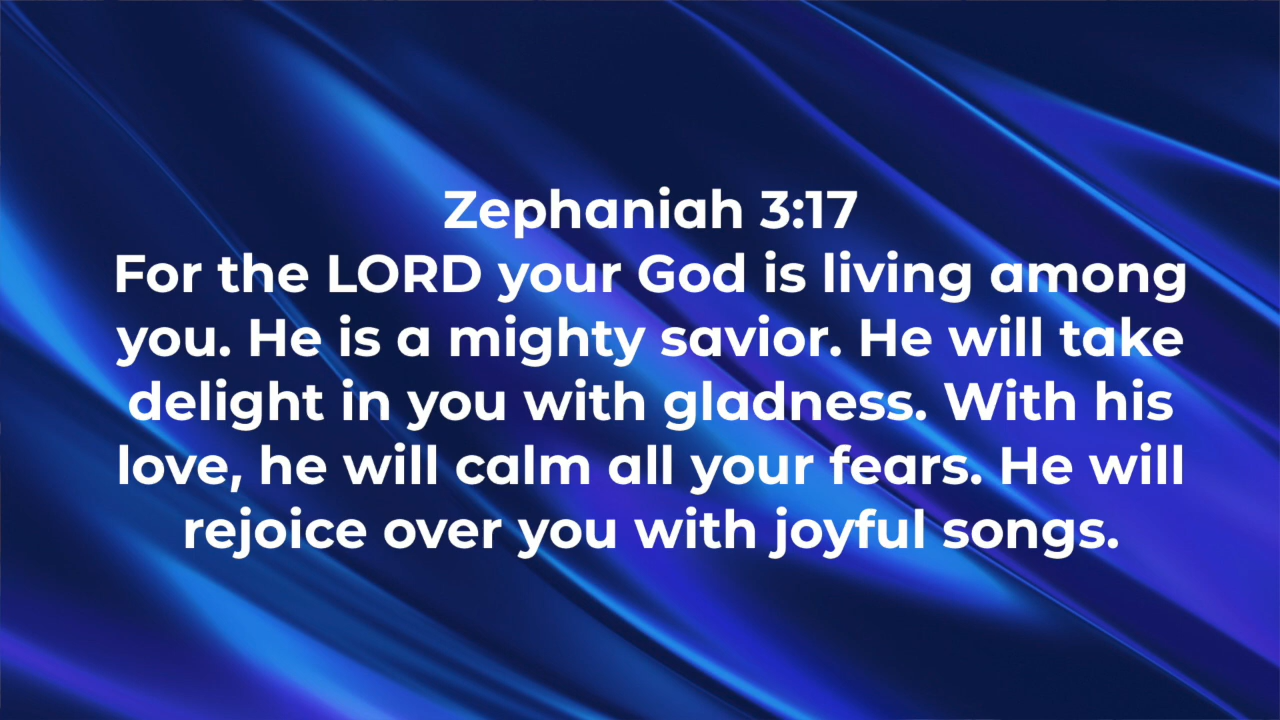 Zephaniah 3:17
For the LORD your God is living among
you. He is a mighty savior. He will take
delight in you with gladness. With his
love, he will calm all your fears. He will
rejoice over you with joyful songs.